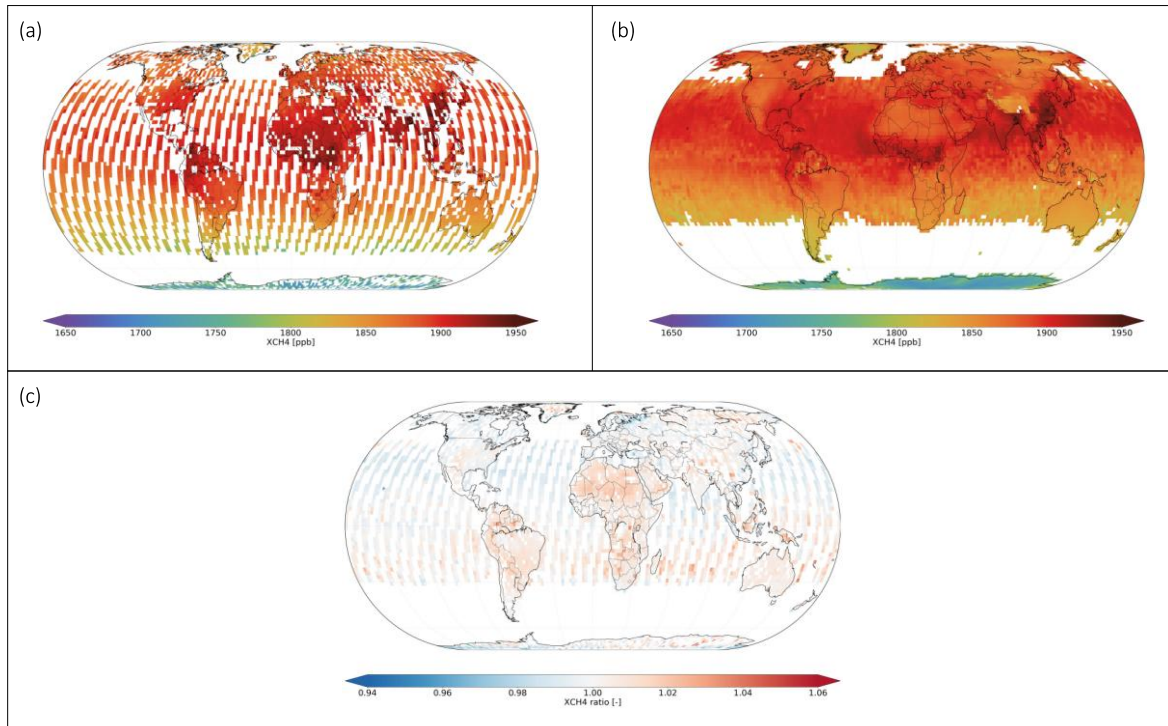 (a)
(b)
1650 1700 1750 1800 1850 1900 1950
XCH4 [ppb]
1650 1700 1750 1800 1850 1900 1950
XCH4 [ppb]
(c)
0.94 0.96 0.98 1.00 1.02 1.04 1.06
XCH4 ratio [-]